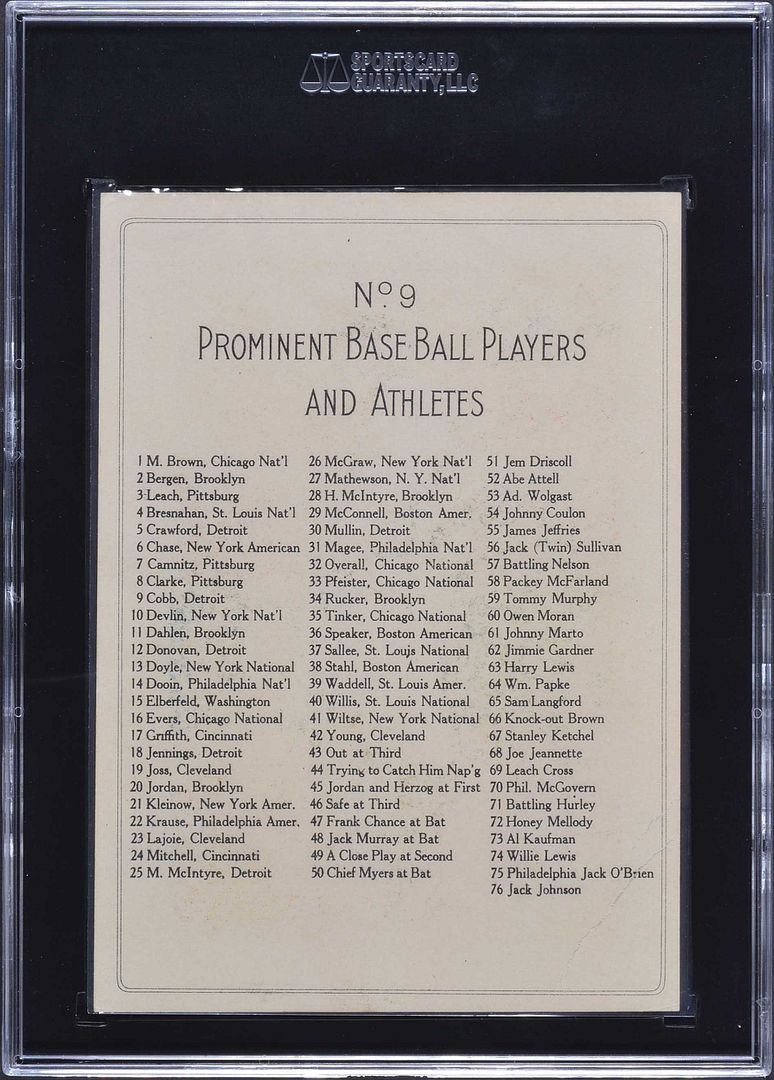 SPORTSCARD
GUARANTY, LLC
Nº 9
PROMINENT BASE BALL PLAYERS
AND ATHLETES
1 M. Brown, Chicago Nat'l
2 Bergen, Brooklyn
3 Leach, Pittsburg
4 Bresnahan, St. Louis Nat'l
5 Crawford, Detroit
6 Chase, New York American
7 Camnitz, Pittsburg
8 Clarke, Pittsburg
9 Cobb, Detroit
10 Devlin, New York Nat'l
11 Dahlen, Brooklyn
12 Donovan, Detroit
13 Doyle, New York National
14 Dooin, Philadelphia Nat'l
15 Elberfeld, Washington
16 Evers, Chicago National
17 Griffith, Cincinnati
18 Jennings, Detroit
19 Joss, Cleveland
20 Jordan, Brooklyn
21 Kleinow, New York Amer.
22 Krause, Philadelphia Amer.
23 Lajoie, Cleveland
24 Mitchell, Cincinnati
25 M. McIntyre, Detroit
26 McGraw, New York Nat'l
27 Mathewson, N. Y. Nat'l
28 H. McIntyre, Brooklyn
29 McConnell, Boston Amer.
30 Mullin, Detroit
31 Magee, Philadelphia Nat'l
32 Overall, Chicago National
33 Pfeister, Chicago National
34 Rucker, Brooklyn
35 Tinker, Chicago National
36 Speaker, Boston American
37 Sallee, St. Louis National
38 Stahl, Boston American
39 Waddell, St. Louis Amer.
40 Willis, St. Louis National
41 Wiltse, New York National
42 Young, Cleveland
43 Out at Third
44 Trying to Catch Him Nap'g
45 Jordan and Herzog at First
46 Safe at Third
47 Frank Chance at Bat
48 Jack Murray at Bat
49 A Close Play at Second
50 Chief Myers at Bat
51 Jem Driscoll
52 Abe Attell
53 Ad. Wolgast
54 Johnny Coulon
55 James Jeffries
56 Jack (Twin) Sullivan
57 Battling Nelson
58 Packey McFarland
59 Tommy Murphy
60 Owen Moran
61 Johnny Marto
62 Jimmie Gardner
63 Harry Lewis
64 Wm. Papke
65 Sam Langford
66 Knock-out Brown
67 Stanley Ketchel
68 Joe Jeannette
69 Leach Cross
70 Phil. McGovern
71 Battling Hurley
72 Honey Mellody
73 Al Kaufman
74 Willie Lewis
75 Philadelphia Jack O'Brien
76 Jack Johnson